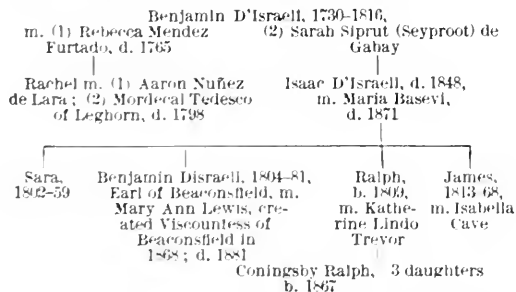 Benjamin D'Israeli, 1730–1816,
m. (1) Rebecca Mendez Furtado, d. 1765
(2) Sarah Siprut (Seyproot) de Gabay
Rachel m. (1) Aaron Nuñez de Lara; (2) Mordecai Tedesco of Leghorn, d. 1798
Isaac D'Israeli, d. 1848,
m. Maria Basevi,
d. 1871
Sara,
1802–59
Benjamin Disraeli, 1804–81,
Earl of Beaconsfield, m.
Mary Ann Lewis, cre-
ated Viscountess of
Beaconsfield in
1868; d. 1881
Ralph,
b. 1809,
m. Kathe-
rine Lindo
Trevor
James,
1813–68,
m. Isabella
Cave
Coningsby Ralph,
b. 1867
3 daughters